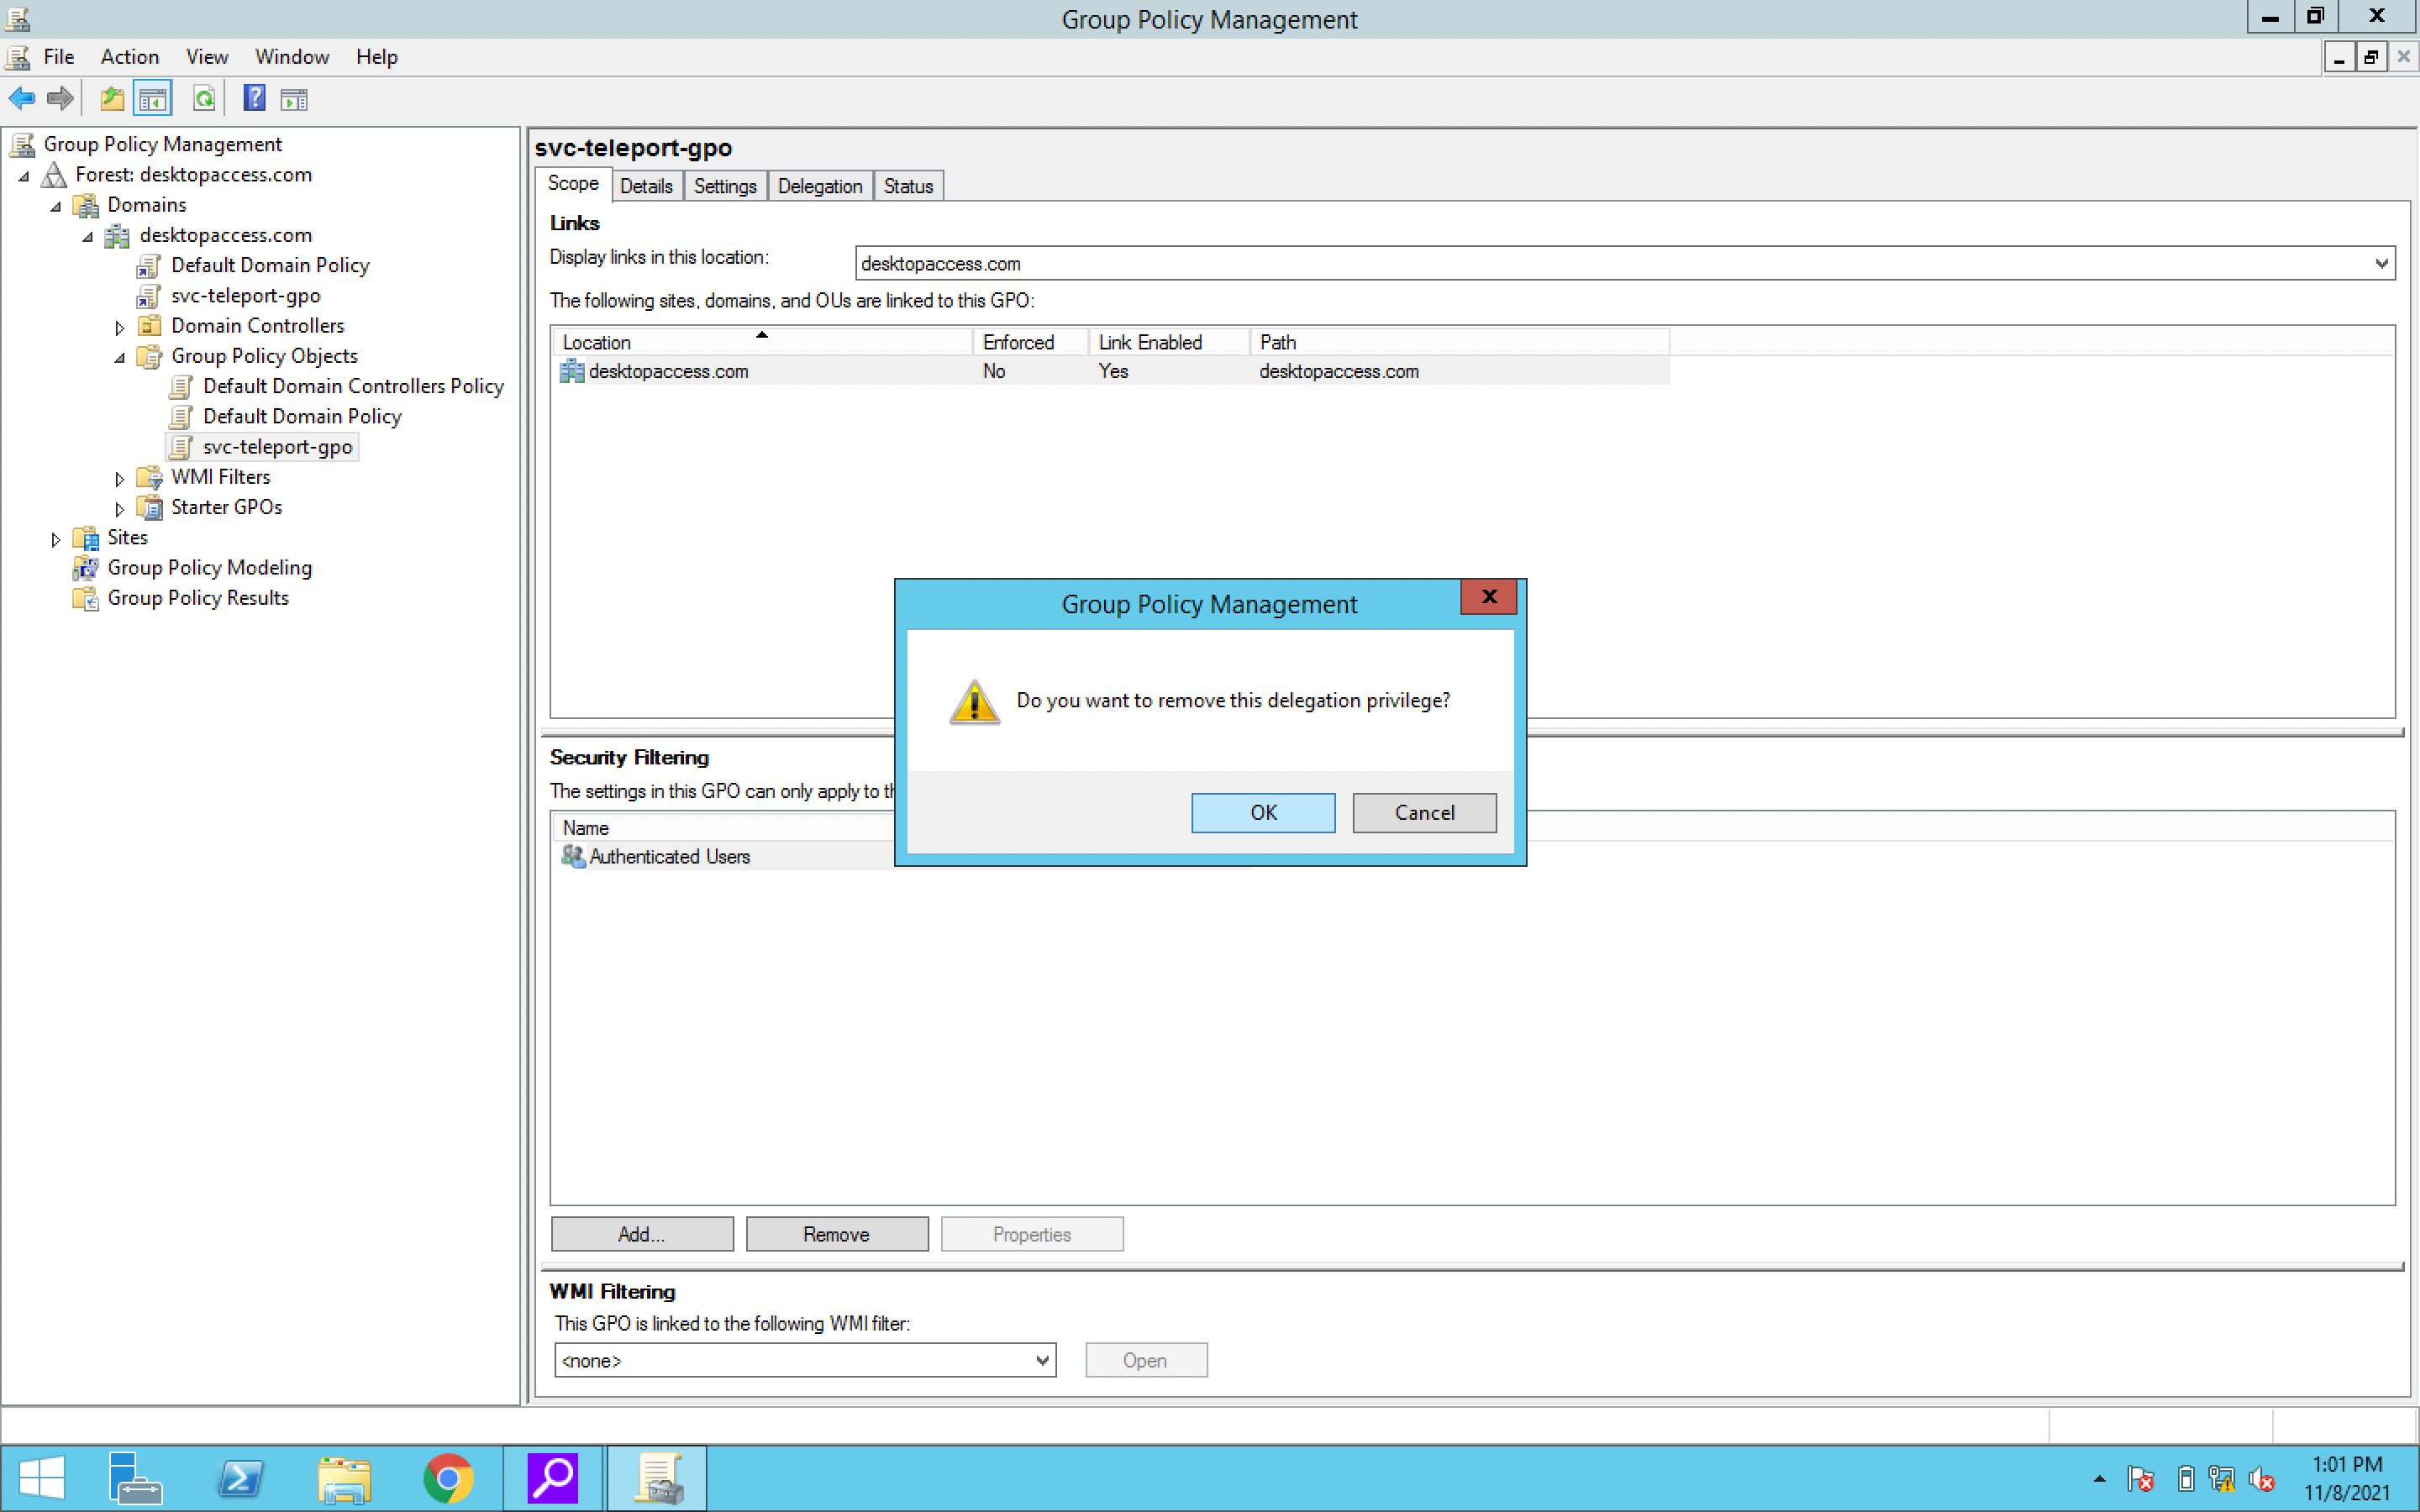 Group Policy Management
File Action View Window Help
Group Policy Management
Forest: desktopaccess.com
Domains
desktopaccess.com
Default Domain Policy
svc-teleport-gpo
Domain Controllers
Group Policy Objects
Default Domain Controllers Policy
Default Domain Policy
svc-teleport-gpo
WMI Filters
Starter GPOs
Sites
Group Policy Modeling
Group Policy Results
svc-teleport-gpo
Scope Details Settings Delegation Status
Links
Display links in this location: desktopaccess.com
The following sites, domains, and OUs are linked to this GPO:
Location Enforced Link Enabled Path
desktopaccess.com No Yes desktopaccess.com
Group Policy Management
Do you want to remove this delegation privilege?
OK Cancel
Security Filtering
The settings in this GPO can only apply to
Name
Authenticated Users
Add... Remove Properties
WMI Filtering
This GPO is linked to the following WMI filter:
<none> Open
1:01 PM
11/8/2021